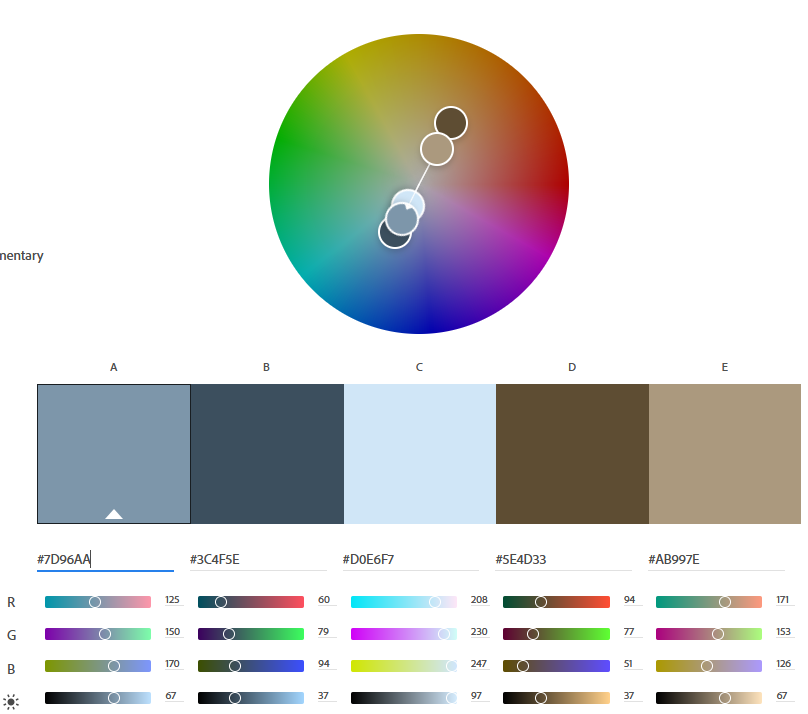 mentary
A B C D E
#7D96AA #3C4F5E #D0E6F7 #5E4D33 #AB997E
R 125 60 208 94 171
G 150 79 230 77 153
B 170 94 247 51 126
67 37 97 37 67